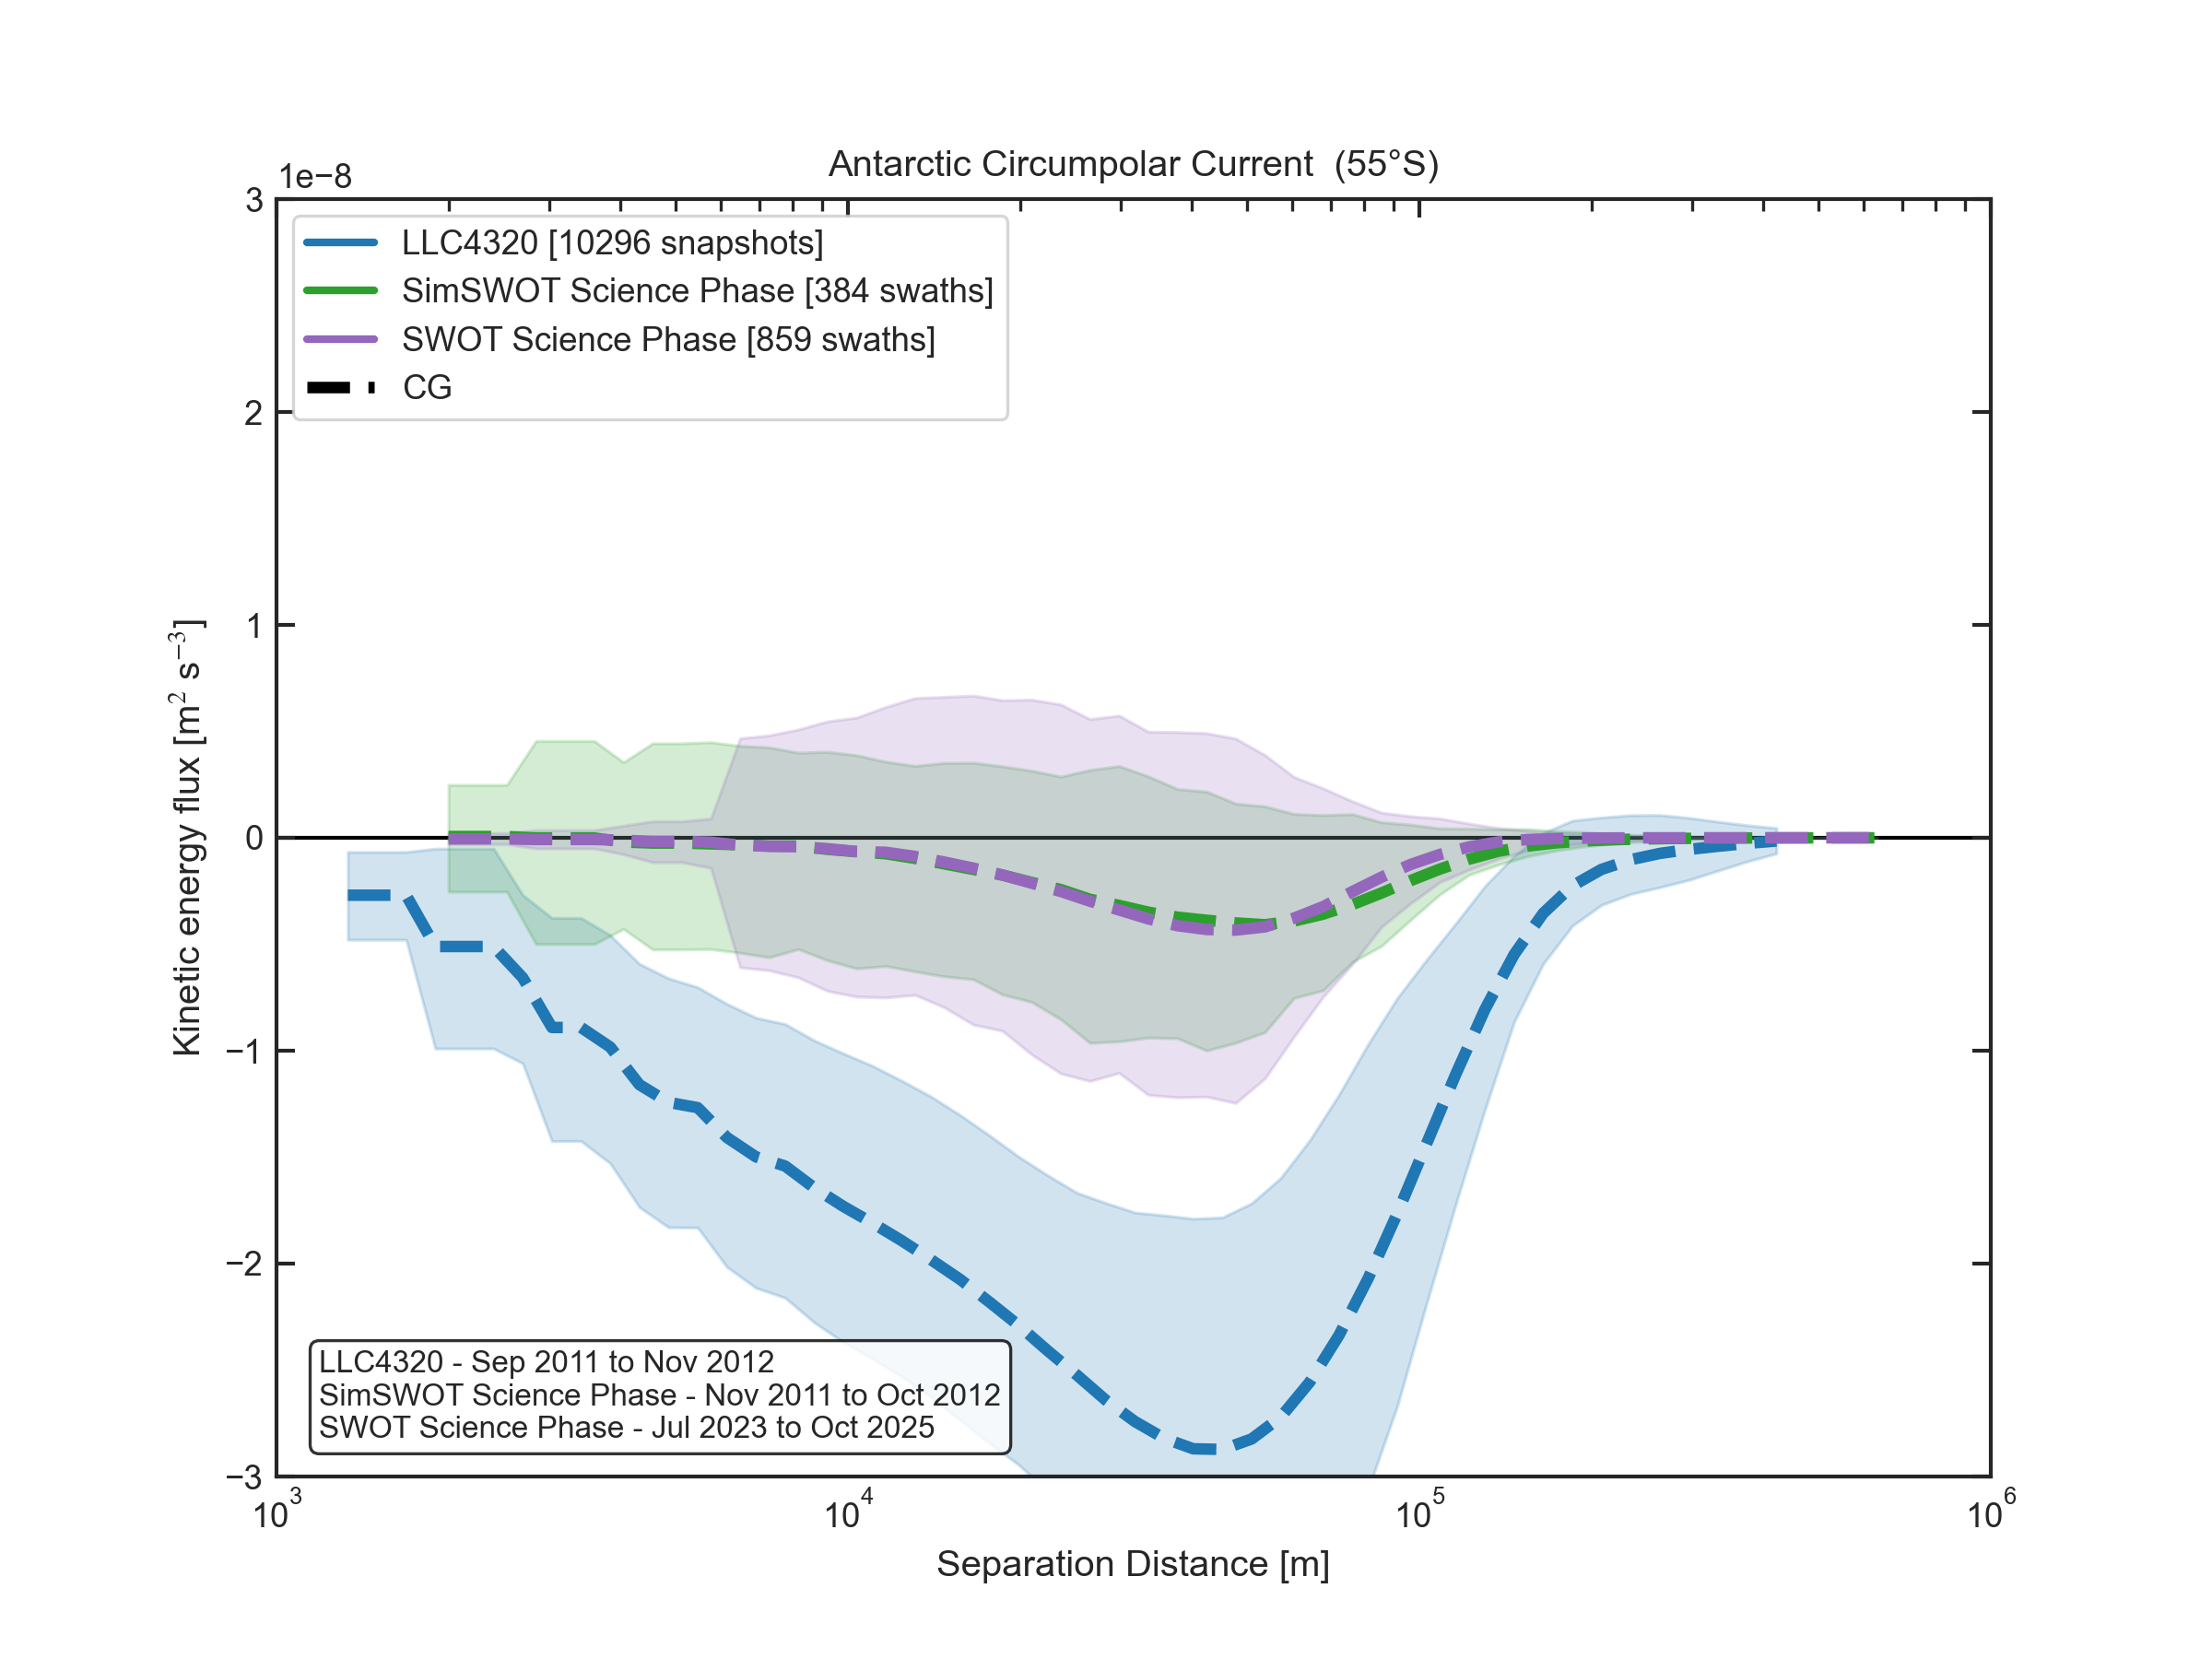 Antarctic Circumpolar Current  (55°S)
1e−8
3
2
1
0
−1
−2
−3
Kinetic energy flux [m² s⁻³]
LLC4320 [10296 snapshots]
SimSWOT Science Phase [384 swaths]
SWOT Science Phase [859 swaths]
CG
LLC4320 - Sep 2011 to Nov 2012
SimSWOT Science Phase - Nov 2011 to Oct 2012
SWOT Science Phase - Jul 2023 to Oct 2025
10³ 10⁴ 10⁵ 10⁶
Separation Distance [m]